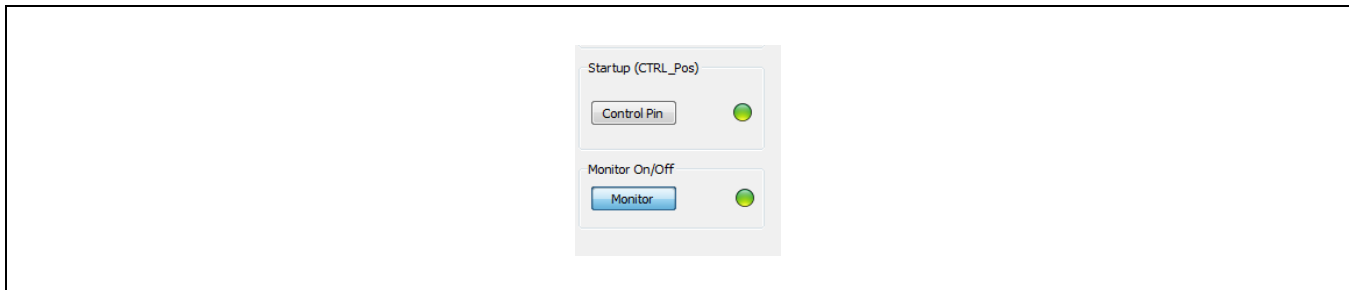 Startup (CTRL_Pos)
Control Pin
Monitor On/Off
Monitor